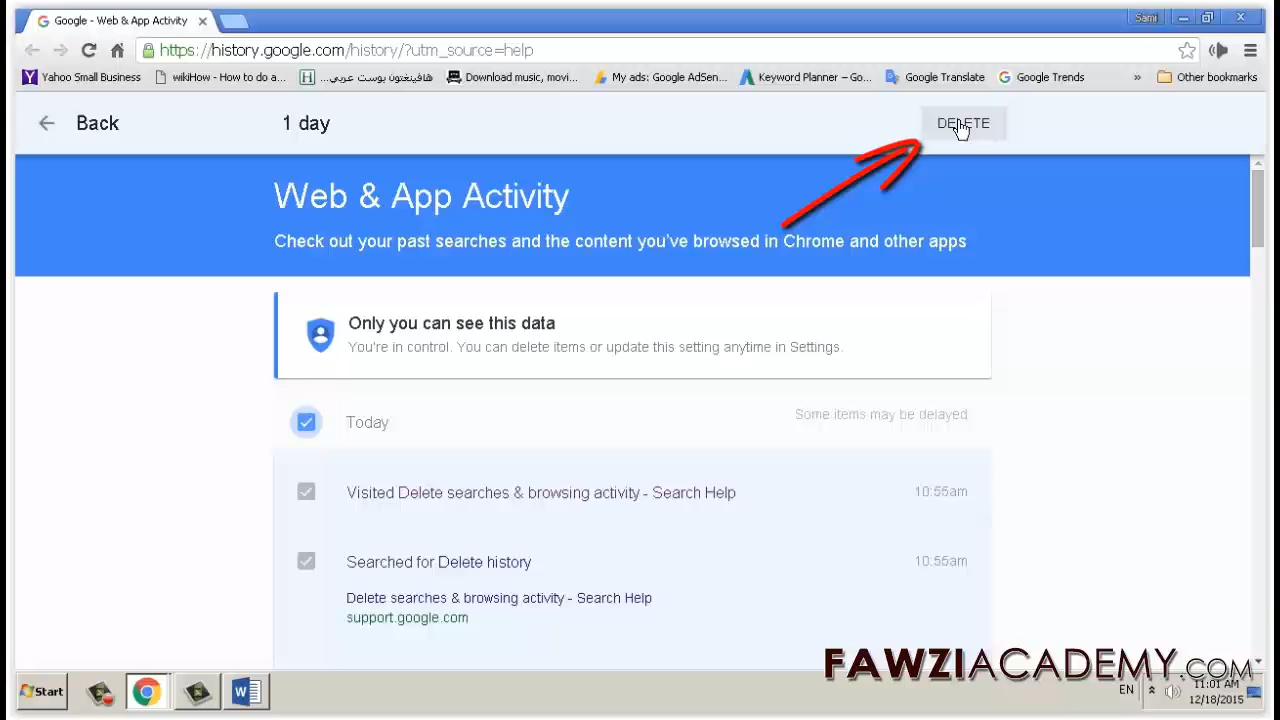 Google - Web & App Activity
Sami
https://history.google.com/history/?utm_source=help
Yahoo Small Business
wikiHow - How to do a...
هافينغتون بوست عربي...
Download music, movi...
My ads: Google AdSen...
Keyword Planner – Go...
Google Translate
Google Trends
»
Other bookmarks
Back
1 day
DELETE
Web & App Activity
Check out your past searches and the content you've browsed in Chrome and other apps
Only you can see this data
You're in control. You can delete items or update this setting anytime in Settings.
Today
Some items may be delayed
Visited Delete searches & browsing activity - Search Help
10:55am
Searched for Delete history
10:55am
Delete searches & browsing activity - Search Help
support.google.com
FAWZIACADEMY.COM
Start
EN
11:01 AM
12/18/2015